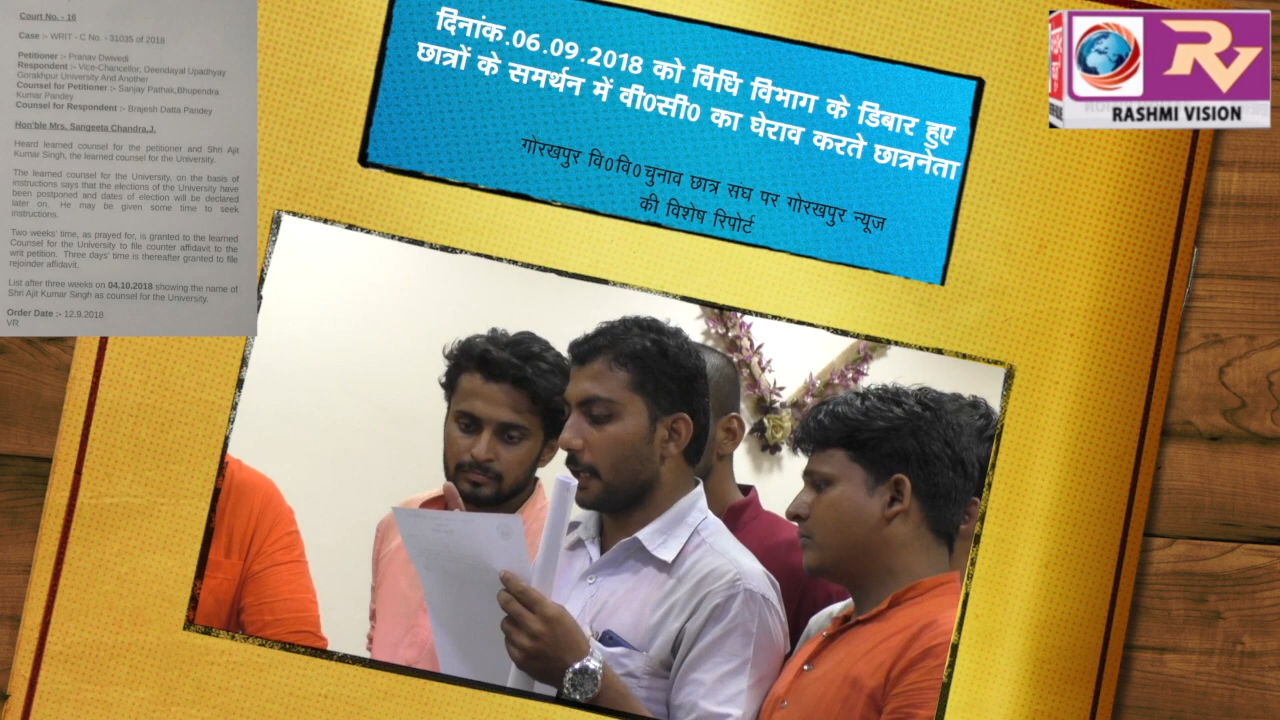 Court No. - 16
Case :- WRIT - C No. - 31035 of 2018
Petitioner :- Pranav Dwivedi
Respondent :- Vice-Chancellor, Deendayal Upadhyay
Gorakhpur University And Another
Counsel for Petitioner :- Sanjay Pathak,Bhupendra
Kumar Pandey
Counsel for Respondent :- Brajesh Datta Pandey
Hon'ble Mrs. Sangeeta Chandra,J.
Heard learned counsel for the petitioner and Shri Ajit
Kumar Singh, the learned counsel for the University.
The learned counsel for the University, on the basis of
instructions says that the elections of the University have
been postponed and dates of election will be declared
later on. He may be given some time to seek
instructions.
Two weeks' time, as prayed for, is granted to the learned
Counsel for the University to file counter affidavit to the
writ petition. Three days' time is thereafter granted to file
rejoinder affidavit.
List after three weeks on 04.10.2018 showing the name of
Shri Ajit Kumar Singh as counsel for the University.
Order Date :- 12.9.2018
VR
दिनांक.06.09.2018 को विधि विभाग के डिबार हुए
छात्रों के समर्थन में वी0सी0 का घेराव करते छात्रनेता
गोरखपुर वि0वि0चुनाव छात्र सघ पर गोरखपुर न्यूज
की विशेष रिपोर्ट
RV
RASHMI VISION